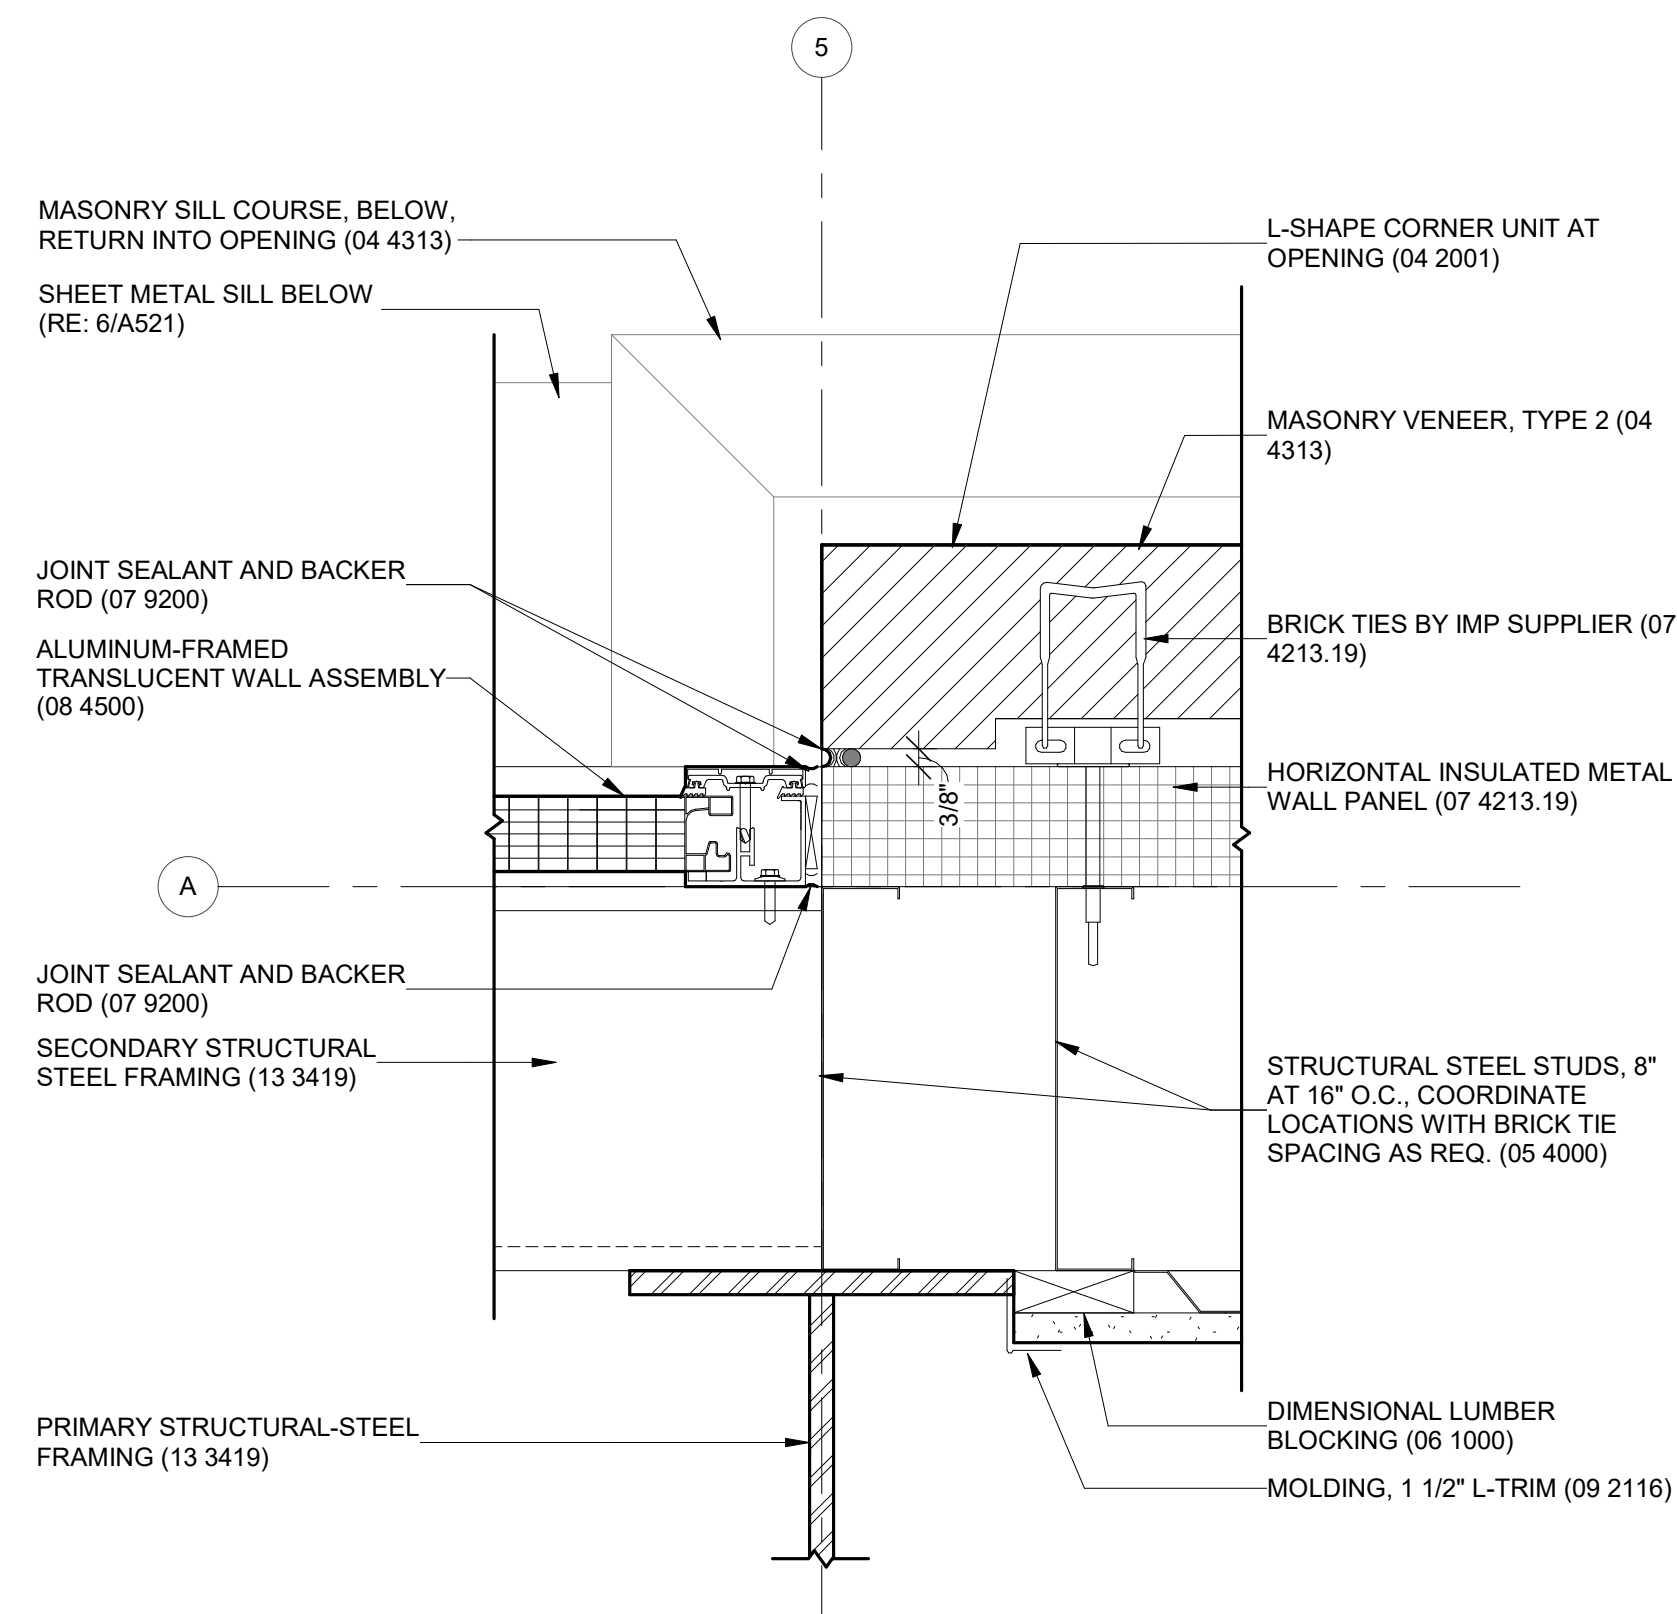 5
MASONRY SILL COURSE, BELOW,
RETURN INTO OPENING (04 4313)
SHEET METAL SILL BELOW
(RE: 6/A521)
JOINT SEALANT AND BACKER
ROD (07 9200)
ALUMINUM-FRAMED
TRANSLUCENT WALL ASSEMBLY
(08 4500)
A
JOINT SEALANT AND BACKER
ROD (07 9200)
SECONDARY STRUCTURAL
STEEL FRAMING (13 3419)
PRIMARY STRUCTURAL-STEEL
FRAMING (13 3419)
3/8"
L-SHAPE CORNER UNIT AT
OPENING (04 2001)
MASONRY VENEER, TYPE 2 (04
4313)
BRICK TIES BY IMP SUPPLIER (07
4213.19)
HORIZONTAL INSULATED METAL
WALL PANEL (07 4213.19)
STRUCTURAL STEEL STUDS, 8"
AT 16" O.C., COORDINATE
LOCATIONS WITH BRICK TIE
SPACING AS REQ. (05 4000)
DIMENSIONAL LUMBER
BLOCKING (06 1000)
MOLDING, 1 1/2" L-TRIM (09 2116)